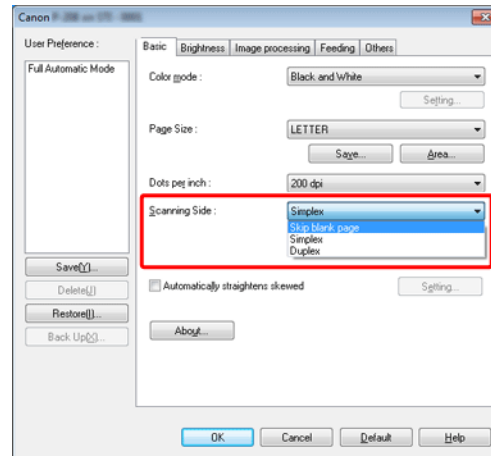 Canon
User Preference :
Full Automatic Mode
Save(Y)...
Delete(J)
Restore(I)...
Back Up(X)...
Basic Brightness Image processing Feeding Others
Color mode : Black and White
Setting...
Page Size : LETTER
Save... Area...
Dots per inch : 200 dpi
Scanning Side : Simplex
Skip blank page
Simplex
Duplex
Automatically straightens skewed Setting...
About...
OK Cancel Default Help